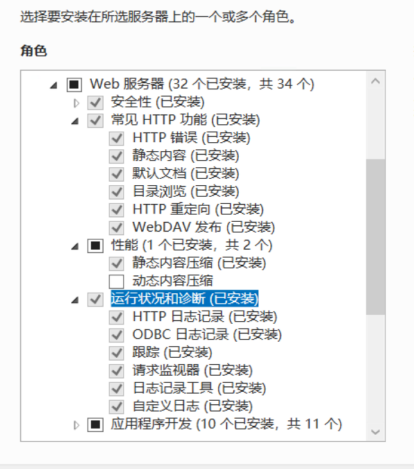 选择要安装在所选服务器上的一个或多个角色。
角色
Web 服务器 (32 个已安装，共 34 个)
安全性 (已安装)
常见 HTTP 功能 (已安装)
HTTP 错误 (已安装)
静态内容 (已安装)
默认文档 (已安装)
目录浏览 (已安装)
HTTP 重定向 (已安装)
WebDAV 发布 (已安装)
性能 (1 个已安装，共 2 个)
静态内容压缩 (已安装)
动态内容压缩
运行状况和诊断 (已安装)
HTTP 日志记录 (已安装)
ODBC 日志记录 (已安装)
跟踪 (已安装)
请求监视器 (已安装)
日志记录工具 (已安装)
自定义日志 (已安装)
应用程序开发 (10 个已安装，共 11 个)